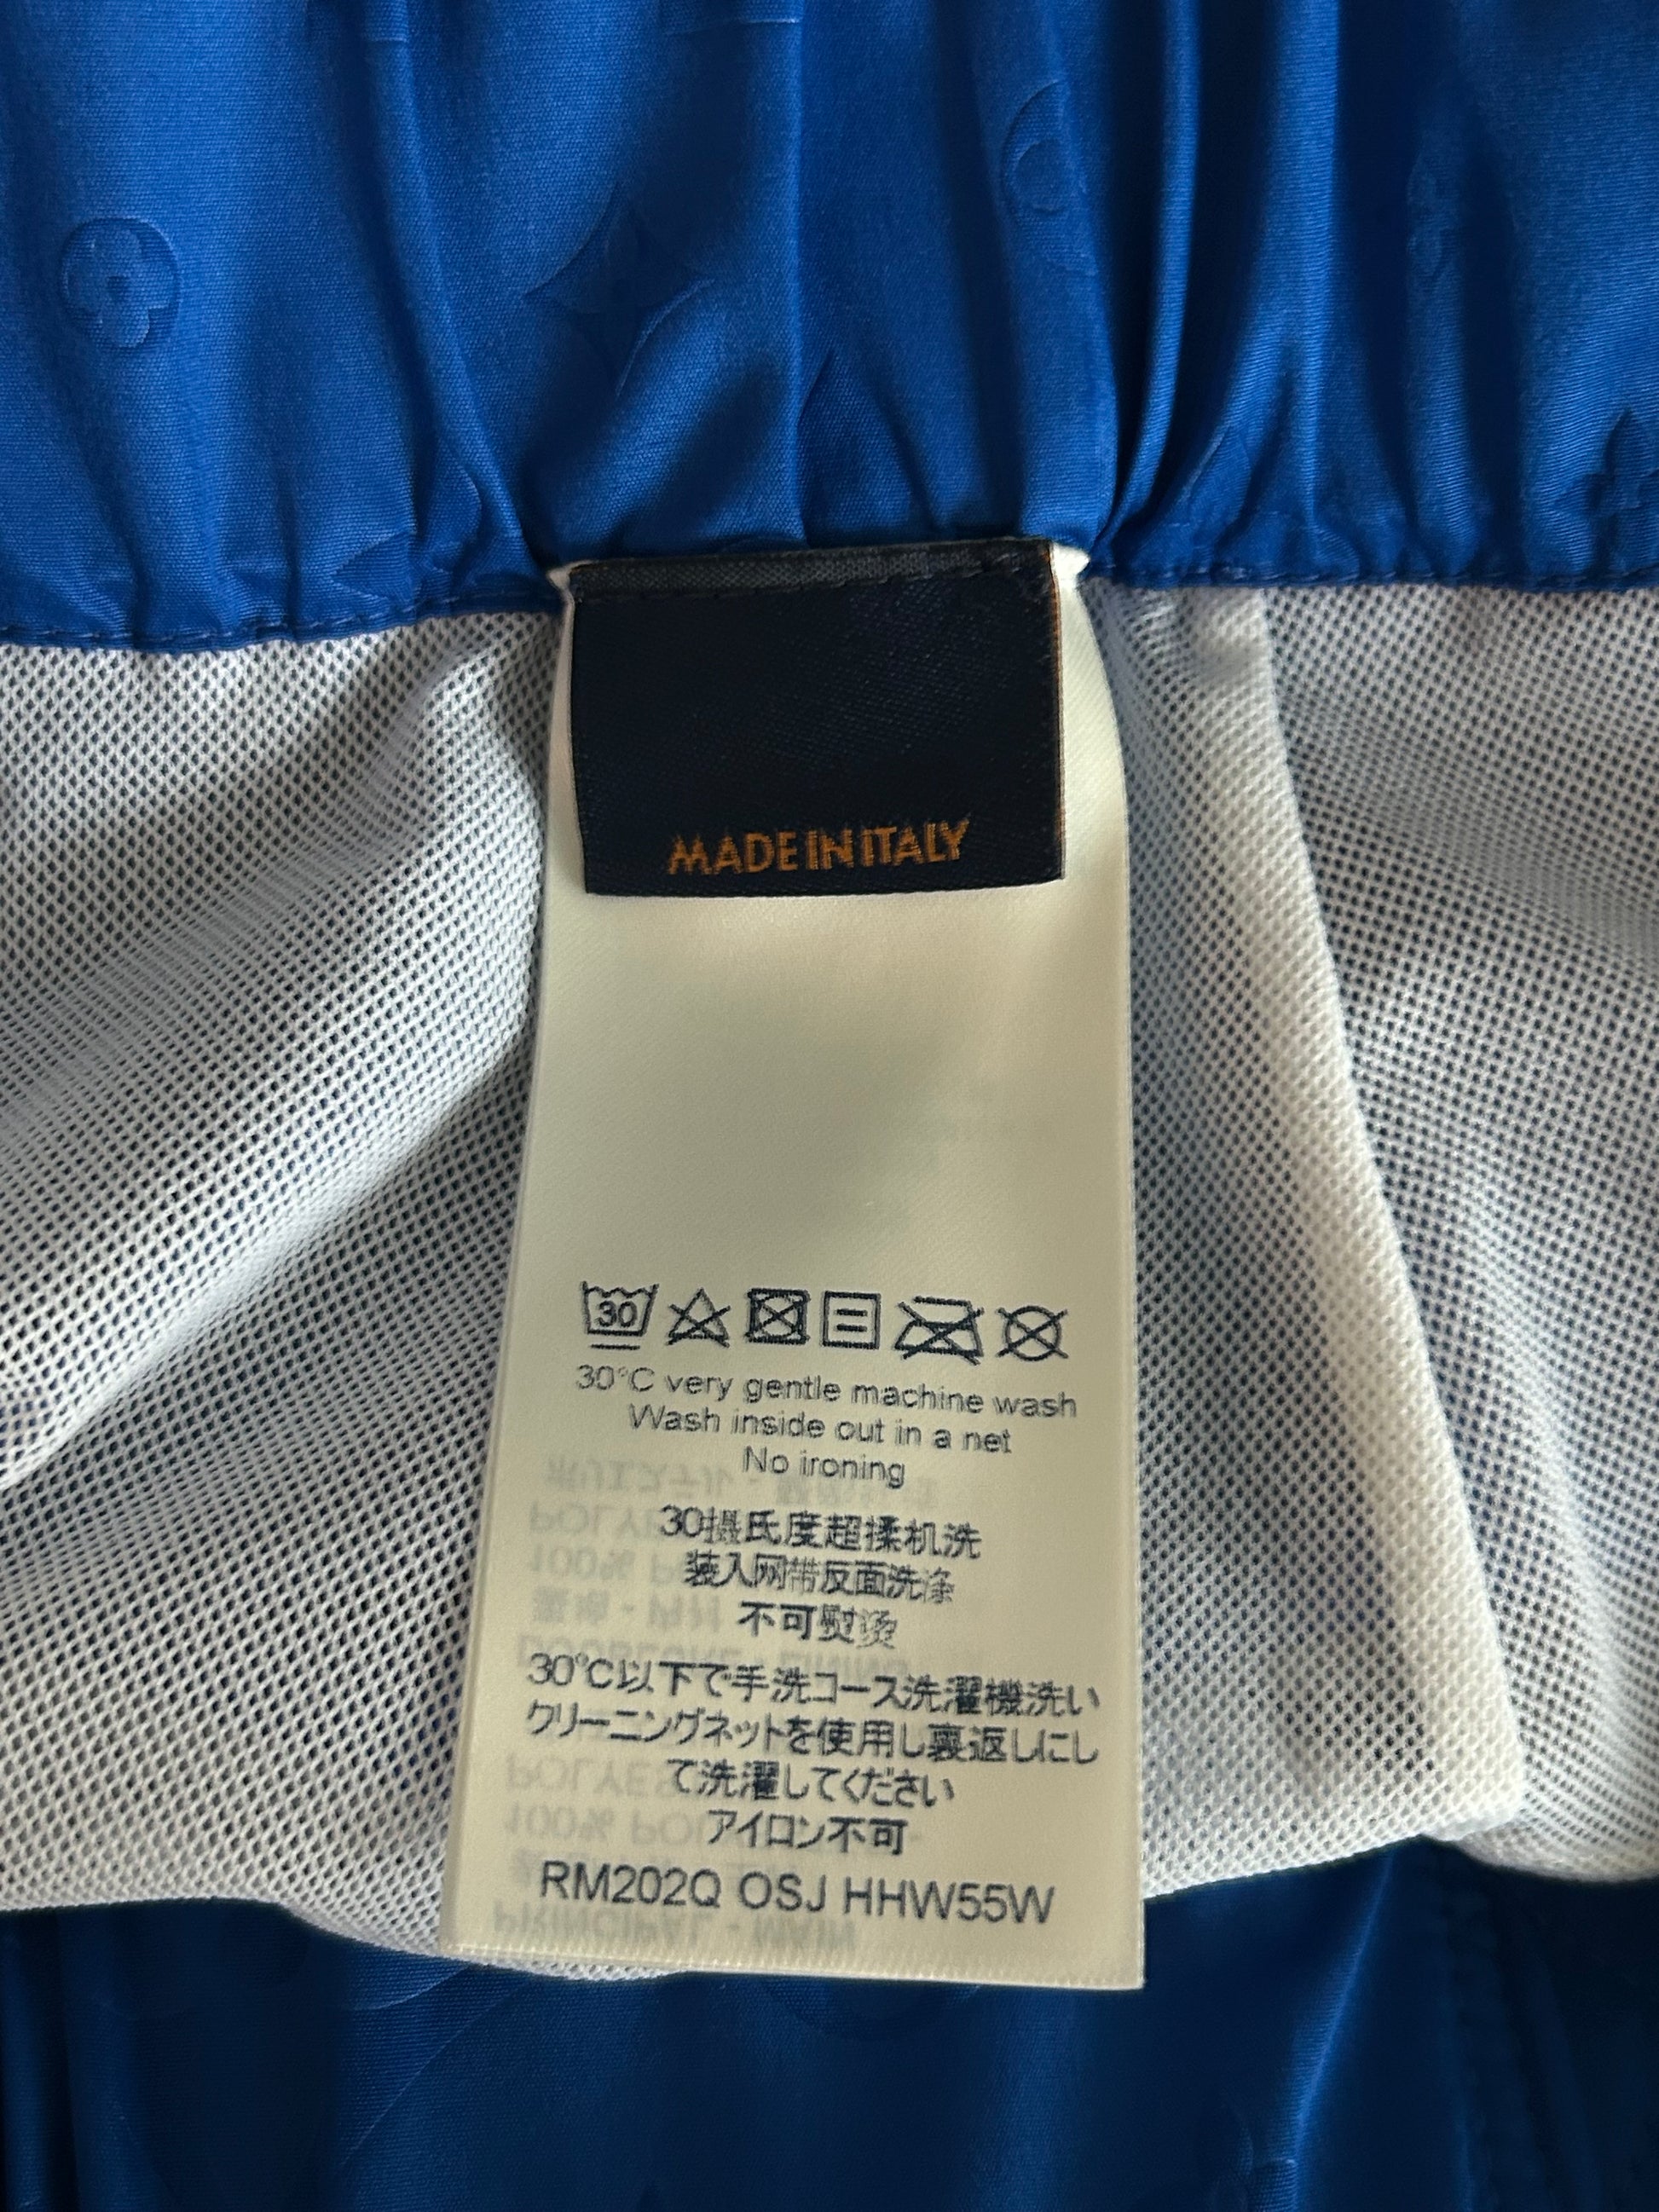 MADE IN ITALY
30
30°C very gentle machine wash
Wash inside out in a net
No ironing
30摄氏度超揉机洗
装入网带反面洗涤
不可熨烫
30℃以下で手洗コース洗濯機洗い
クリーニングネットを使用し裏返しにし
て洗濯してください
アイロン不可
RM202Q OSJ HHW55W